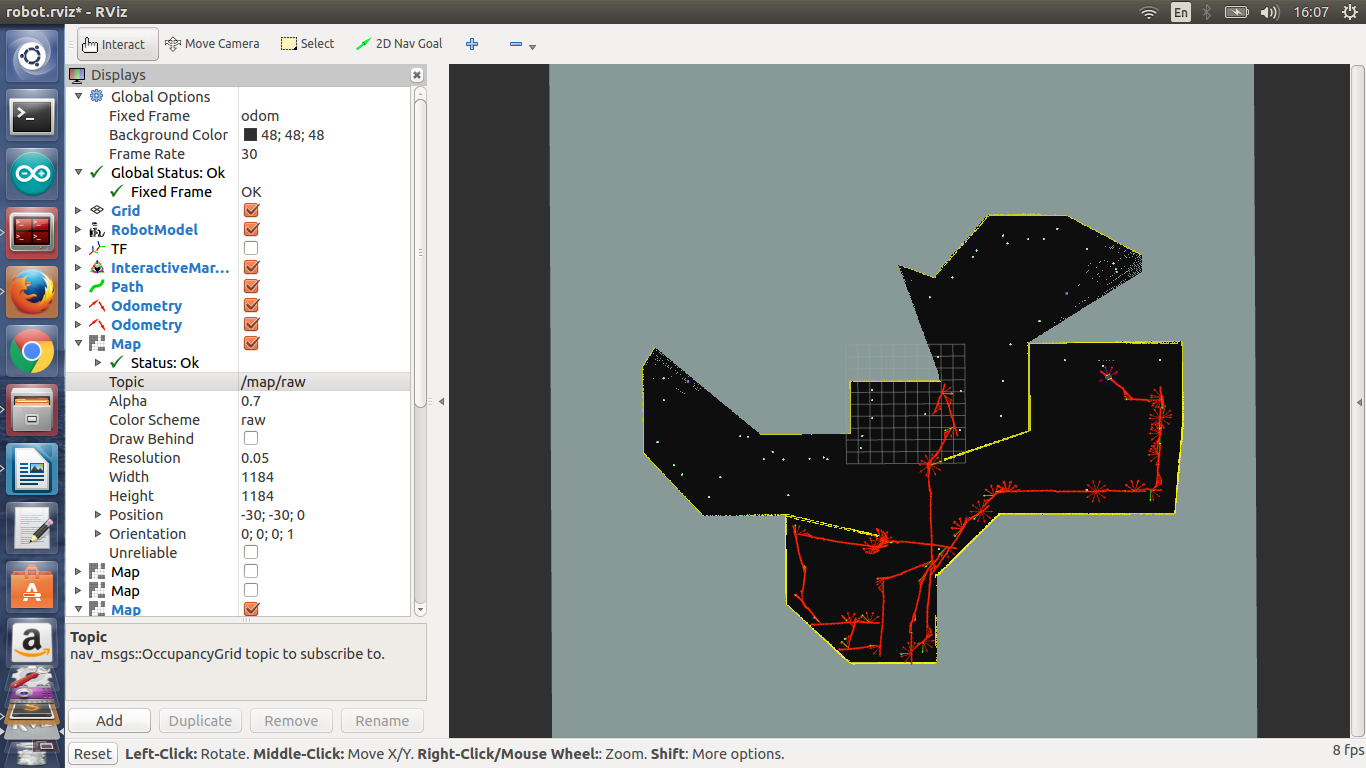 robot.rviz* - RViz
En
16:07
Interact
Move Camera
Select
2D Nav Goal
Displays
Global Options
Fixed Frame odom
Background Color 48; 48; 48
Frame Rate 30
Global Status: Ok
Fixed Frame OK
Grid
RobotModel
TF
InteractiveMar...
Path
Odometry
Odometry
Map
Status: Ok
Topic /map/raw
Alpha 0.7
Color Scheme raw
Draw Behind
Resolution 0.05
Width 1184
Height 1184
Position -30; -30; 0
Orientation 0; 0; 0; 1
Unreliable
Map
Map
Map
Topic
nav_msgs::OccupancyGrid topic to subscribe to.
Add Duplicate Remove Rename
Reset Left-Click: Rotate. Middle-Click: Move X/Y. Right-Click/Mouse Wheel:: Zoom. Shift: More options. 8 fps